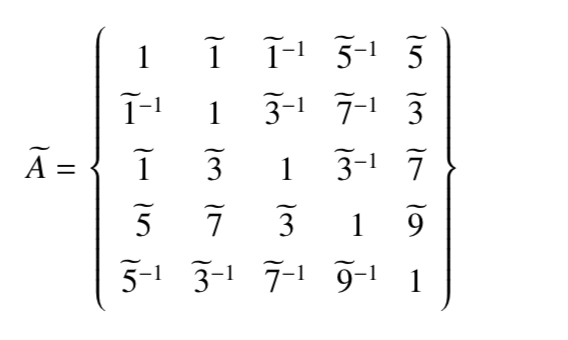 1 1̃ 1̃⁻¹ 5̃⁻¹ 5̃
1̃⁻¹ 1 3̃⁻¹ 7̃⁻¹ 3̃
Ã = { 1̃ 3̃ 1 3̃⁻¹ 7̃ }
5̃ 7̃ 3̃ 1 9̃
5̃⁻¹ 3̃⁻¹ 7̃⁻¹ 9̃⁻¹ 1